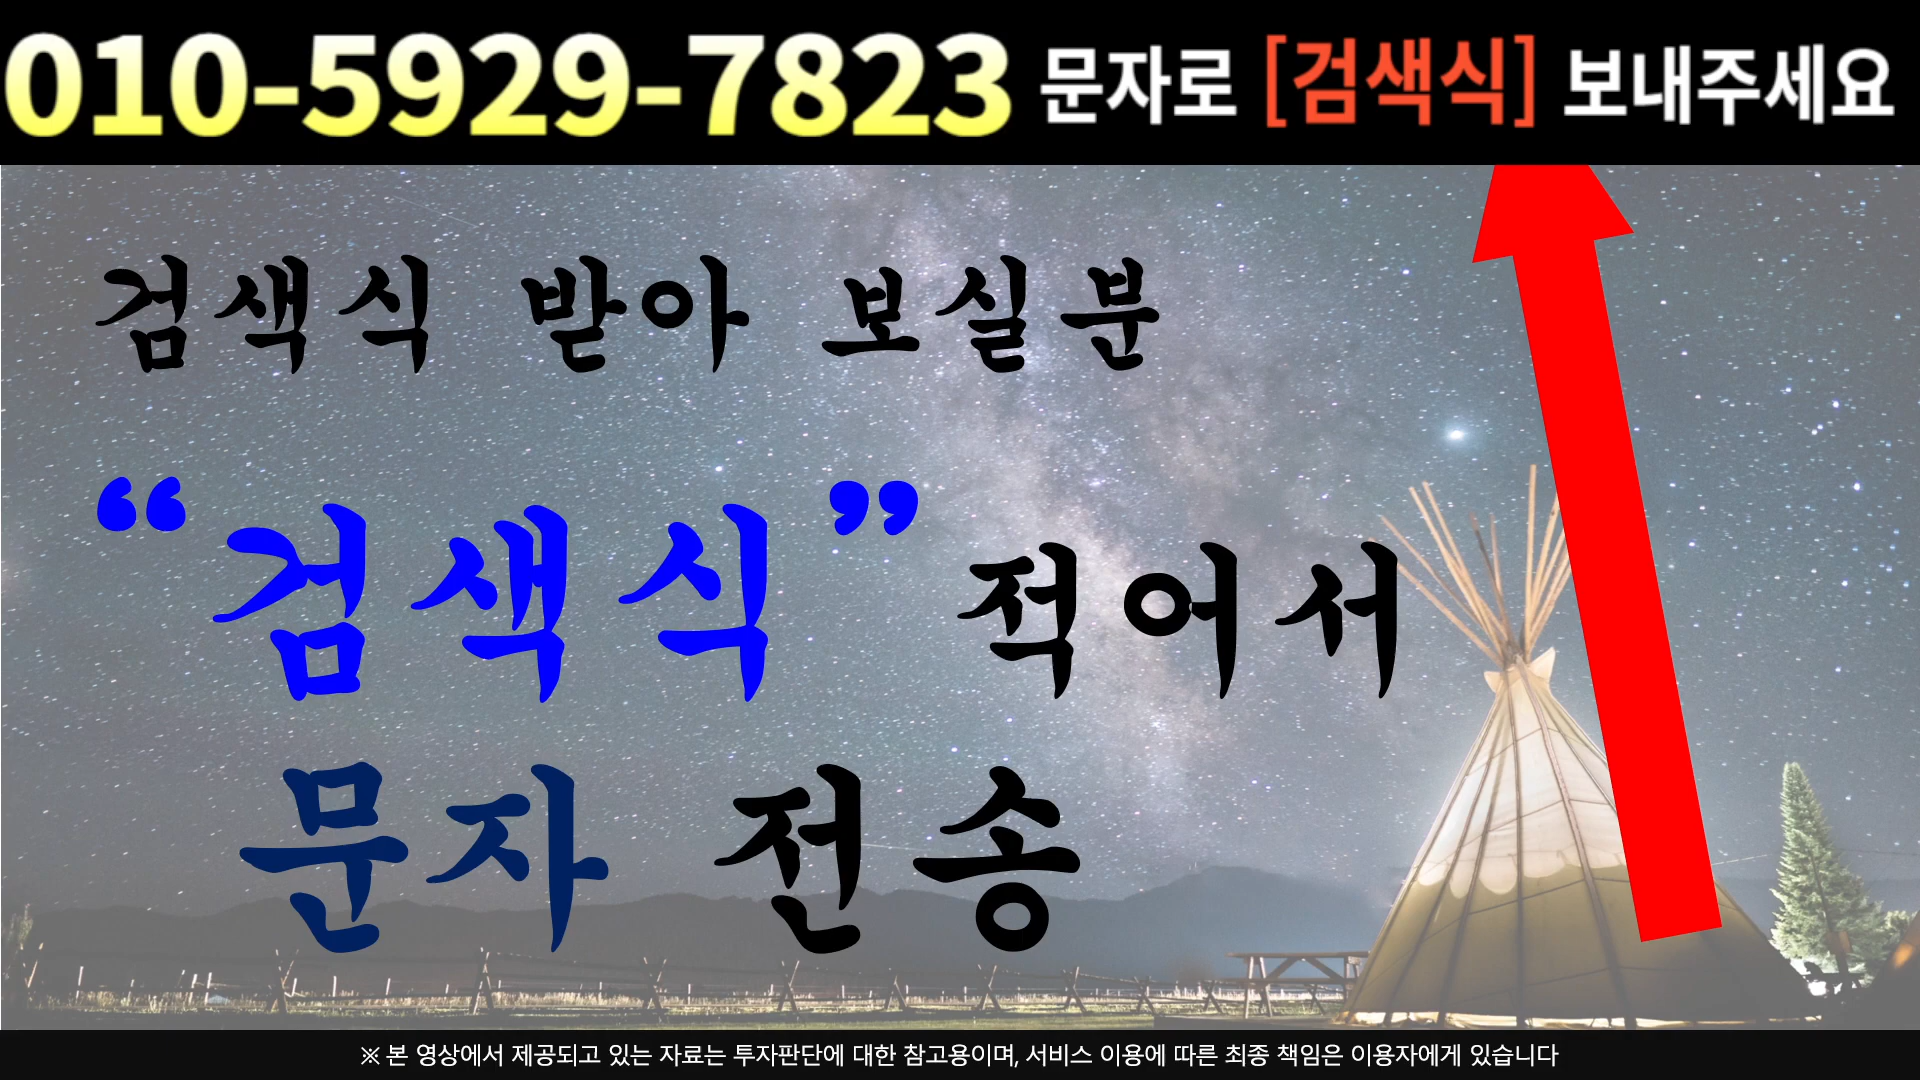 010-5929-7823 문자로 [검색식] 보내주세요
검색식 받아 보실분
“검색식” 적어서
문자 전송
※ 본 영상에서 제공되고 있는 자료는 투자판단에 대한 참고용이며, 서비스 이용에 따른 최종 책임은 이용자에게 있습니다